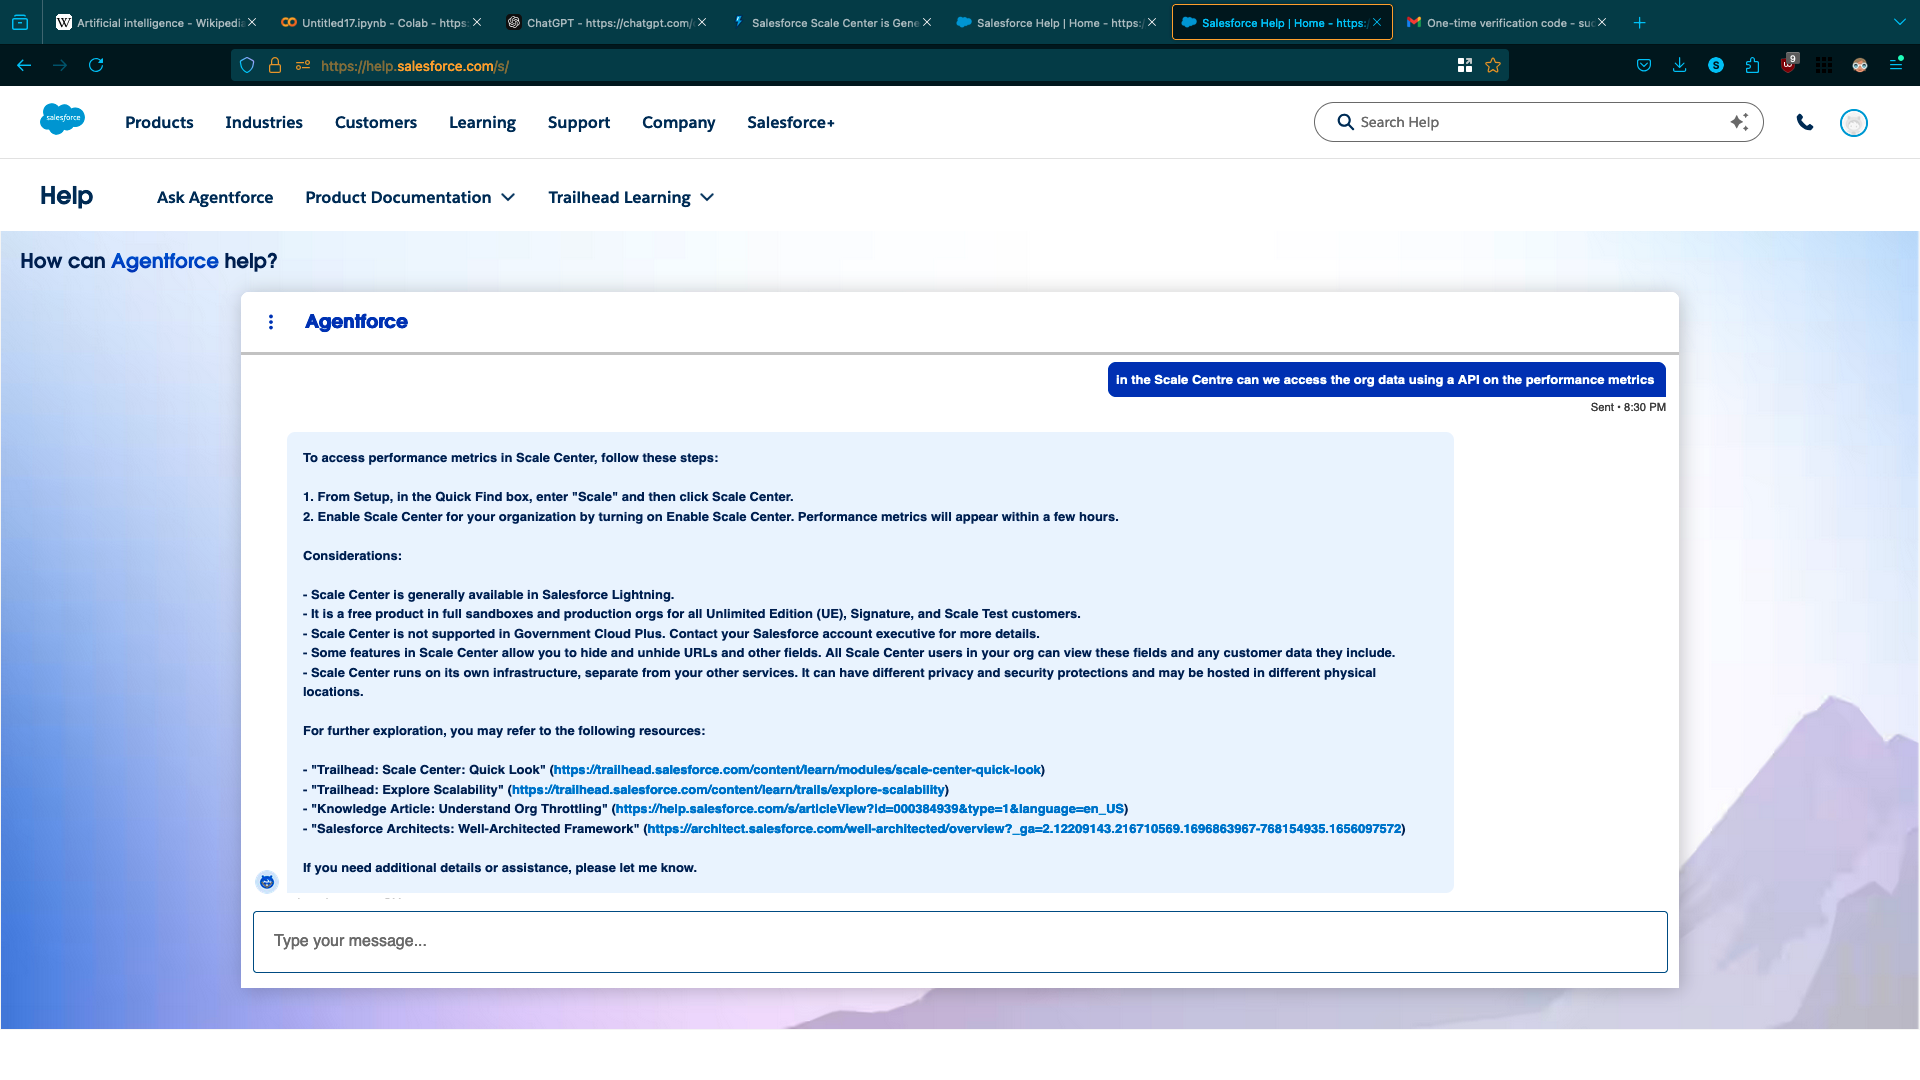 Artificial intelligence - Wikipedia
Untitled17.ipynb - Colab - https:
ChatGPT - https://chatgpt.com/
Salesforce Scale Center is Gene
Salesforce Help | Home - https:/
Salesforce Help | Home - https:/
One-time verification code - suc
https://help.salesforce.com/s/
S
9
salesforce
Products
Industries
Customers
Learning
Support
Company
Salesforce+
Search Help
Help
Ask Agentforce
Product Documentation
Trailhead Learning
How can Agentforce help?
Agentforce
in the Scale Centre can we access the org data using a API on the performance metrics
Sent • 8:30 PM
To access performance metrics in Scale Center, follow these steps:
1. From Setup, in the Quick Find box, enter "Scale" and then click Scale Center.
2. Enable Scale Center for your organization by turning on Enable Scale Center. Performance metrics will appear within a few hours.
Considerations:
- Scale Center is generally available in Salesforce Lightning.
- It is a free product in full sandboxes and production orgs for all Unlimited Edition (UE), Signature, and Scale Test customers.
- Scale Center is not supported in Government Cloud Plus. Contact your Salesforce account executive for more details.
- Some features in Scale Center allow you to hide and unhide URLs and other fields. All Scale Center users in your org can view these fields and any customer data they include.
- Scale Center runs on its own infrastructure, separate from your other services. It can have different privacy and security protections and may be hosted in different physical
locations.
For further exploration, you may refer to the following resources:
- "Trailhead: Scale Center: Quick Look" (https://trailhead.salesforce.com/content/learn/modules/scale-center-quick-look)
- "Trailhead: Explore Scalability" (https://trailhead.salesforce.com/content/learn/trails/explore-scalability)
- "Knowledge Article: Understand Org Throttling" (https://help.salesforce.com/s/articleView?id=000384939&type=1&language=en_US)
- "Salesforce Architects: Well-Architected Framework" (https://architect.salesforce.com/well-architected/overview?_ga=2.12209143.216710569.1696863967-768154935.1656097572)
If you need additional details or assistance, please let me know.
Type your message...